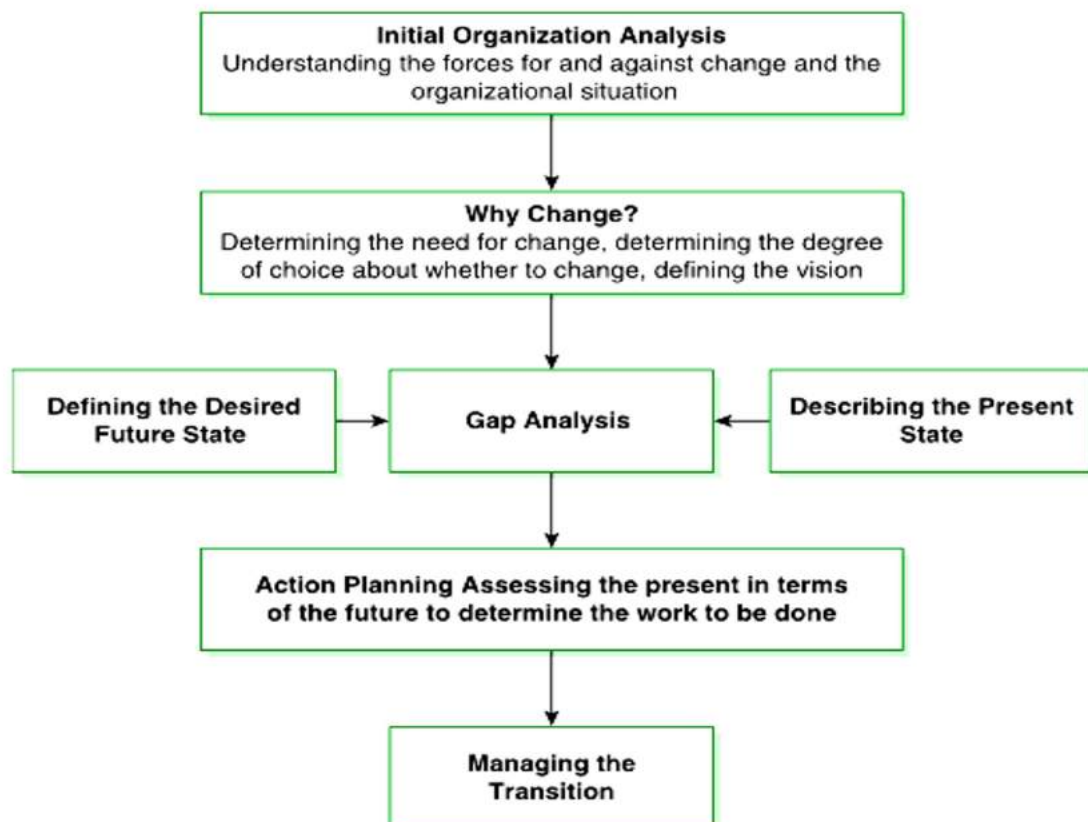 Initial Organization Analysis
Understanding the forces for and against change and the
organizational situation
Why Change?
Determining the need for change, determining the degree
of choice about whether to change, defining the vision
Defining the Desired
Future State
Gap Analysis
Describing the Present
State
Action Planning Assessing the present in terms
of the future to determine the work to be done
Managing the
Transition